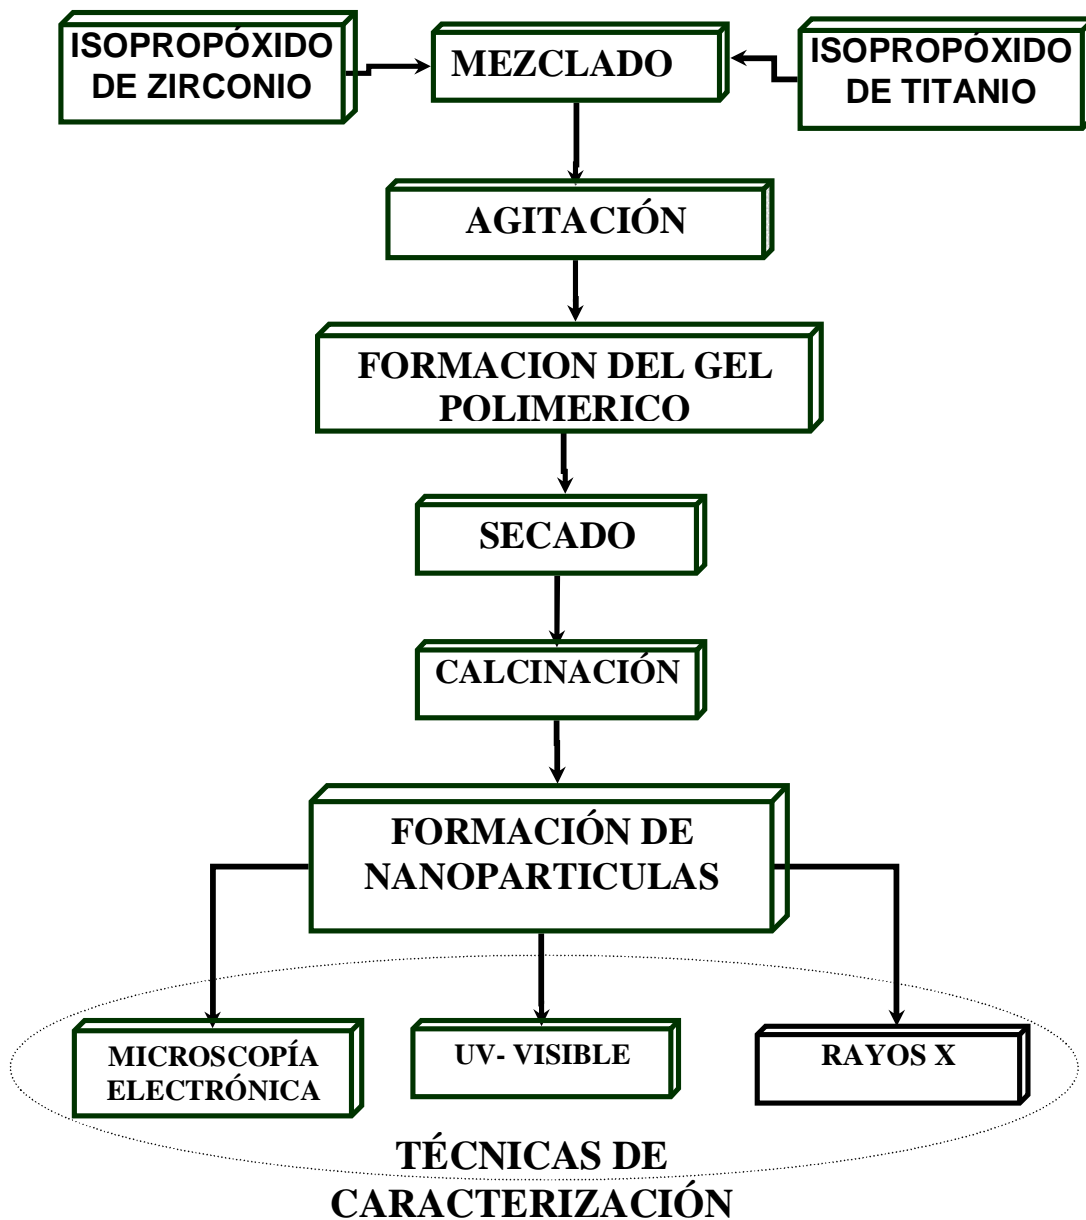 ISOPROPÓXIDO
DE ZIRCONIO
MEZCLADO
ISOPROPÓXIDO
DE TITANIO
AGITACIÓN
FORMACION DEL GEL
POLIMERICO
SECADO
CALCINACIÓN
FORMACIÓN DE
NANOPARTICULAS
MICROSCOPÍA
ELECTRÓNICA
UV- VISIBLE
RAYOS X
TÉCNICAS DE
CARACTERIZACIÓN